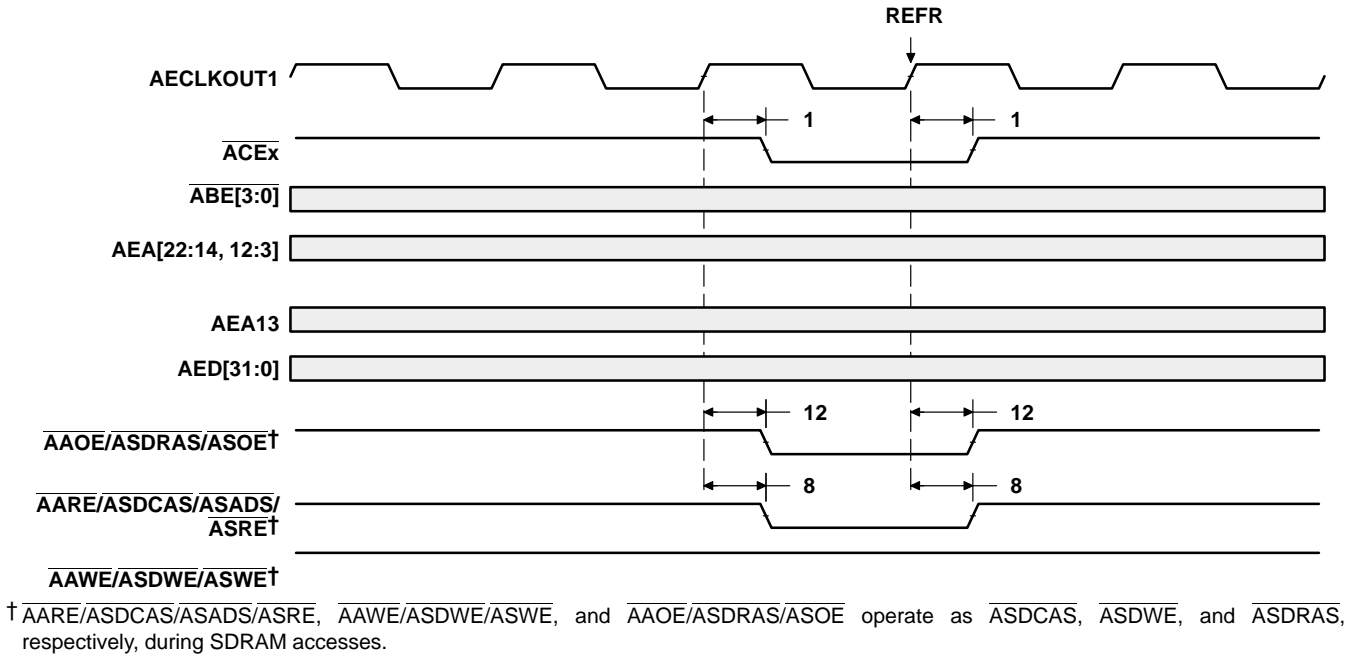 REFR
AECLKOUT1
1 1
ACEx
ABE[3:0]
AEA[22:14, 12:3]
AEA13
AED[31:0]
12 12
AAOE/ASDRAS/ASOE†
8 8
AARE/ASDCAS/ASADS/
ASRE†
AAWE/ASDWE/ASWE†
† AARE/ASDCAS/ASADS/ASRE, AAWE/ASDWE/ASWE, and AAOE/ASDRAS/ASOE operate as ASDCAS, ASDWE, and ASDRAS,
respectively, during SDRAM accesses.